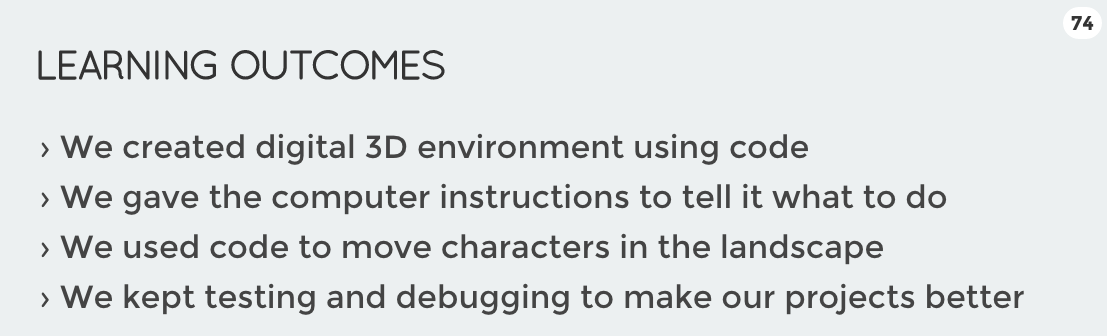 74
LEARNING OUTCOMES
› We created digital 3D environment using code
› We gave the computer instructions to tell it what to do
› We used code to move characters in the landscape
› We kept testing and debugging to make our projects better